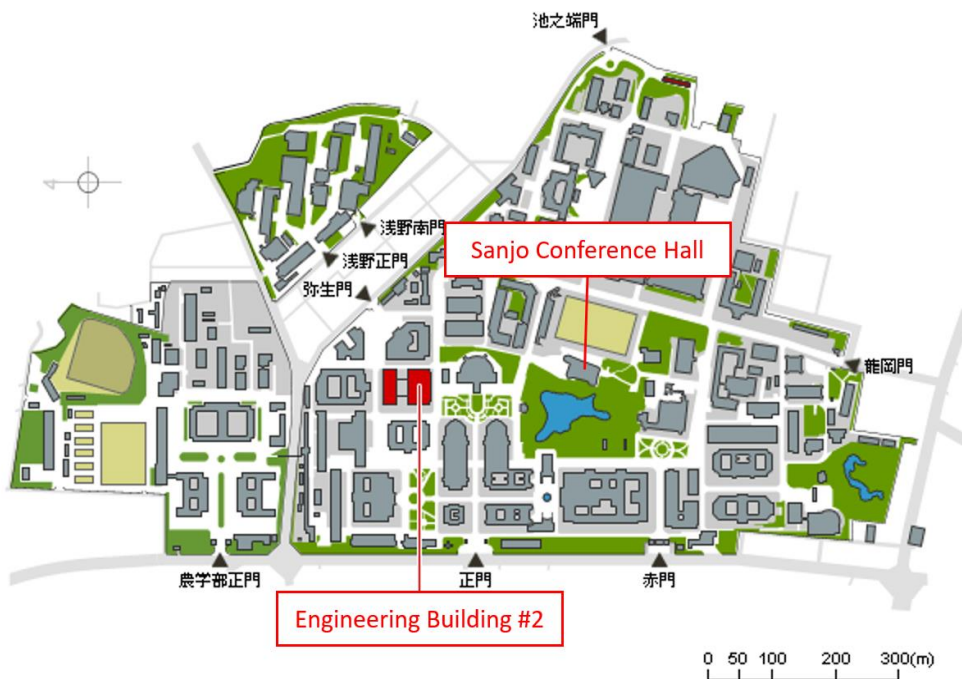 池之端門
浅野南門
Sanjo Conference Hall
浅野正門
弥生門
龍岡門
農学部正門
正門
赤門
Engineering Building #2
0 50 100 200 300(m)